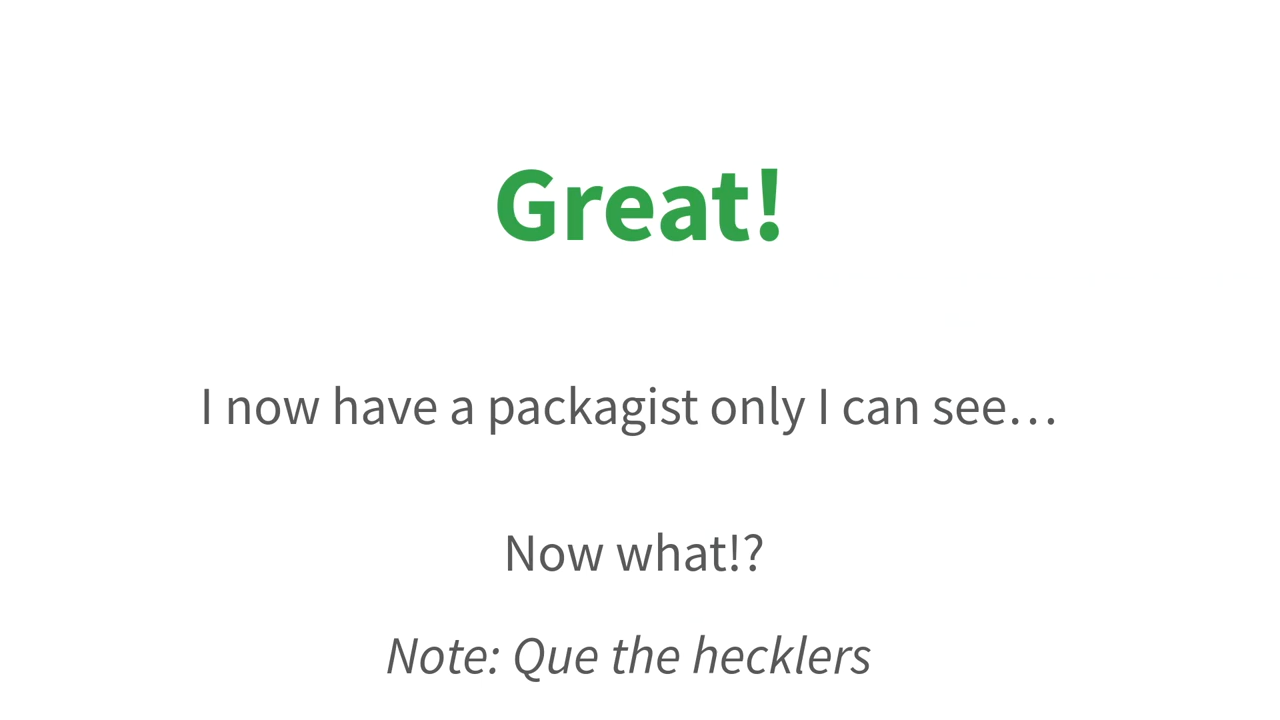 Great!
I now have a packagist only I can see…
Now what!?
Note: Que the hecklers